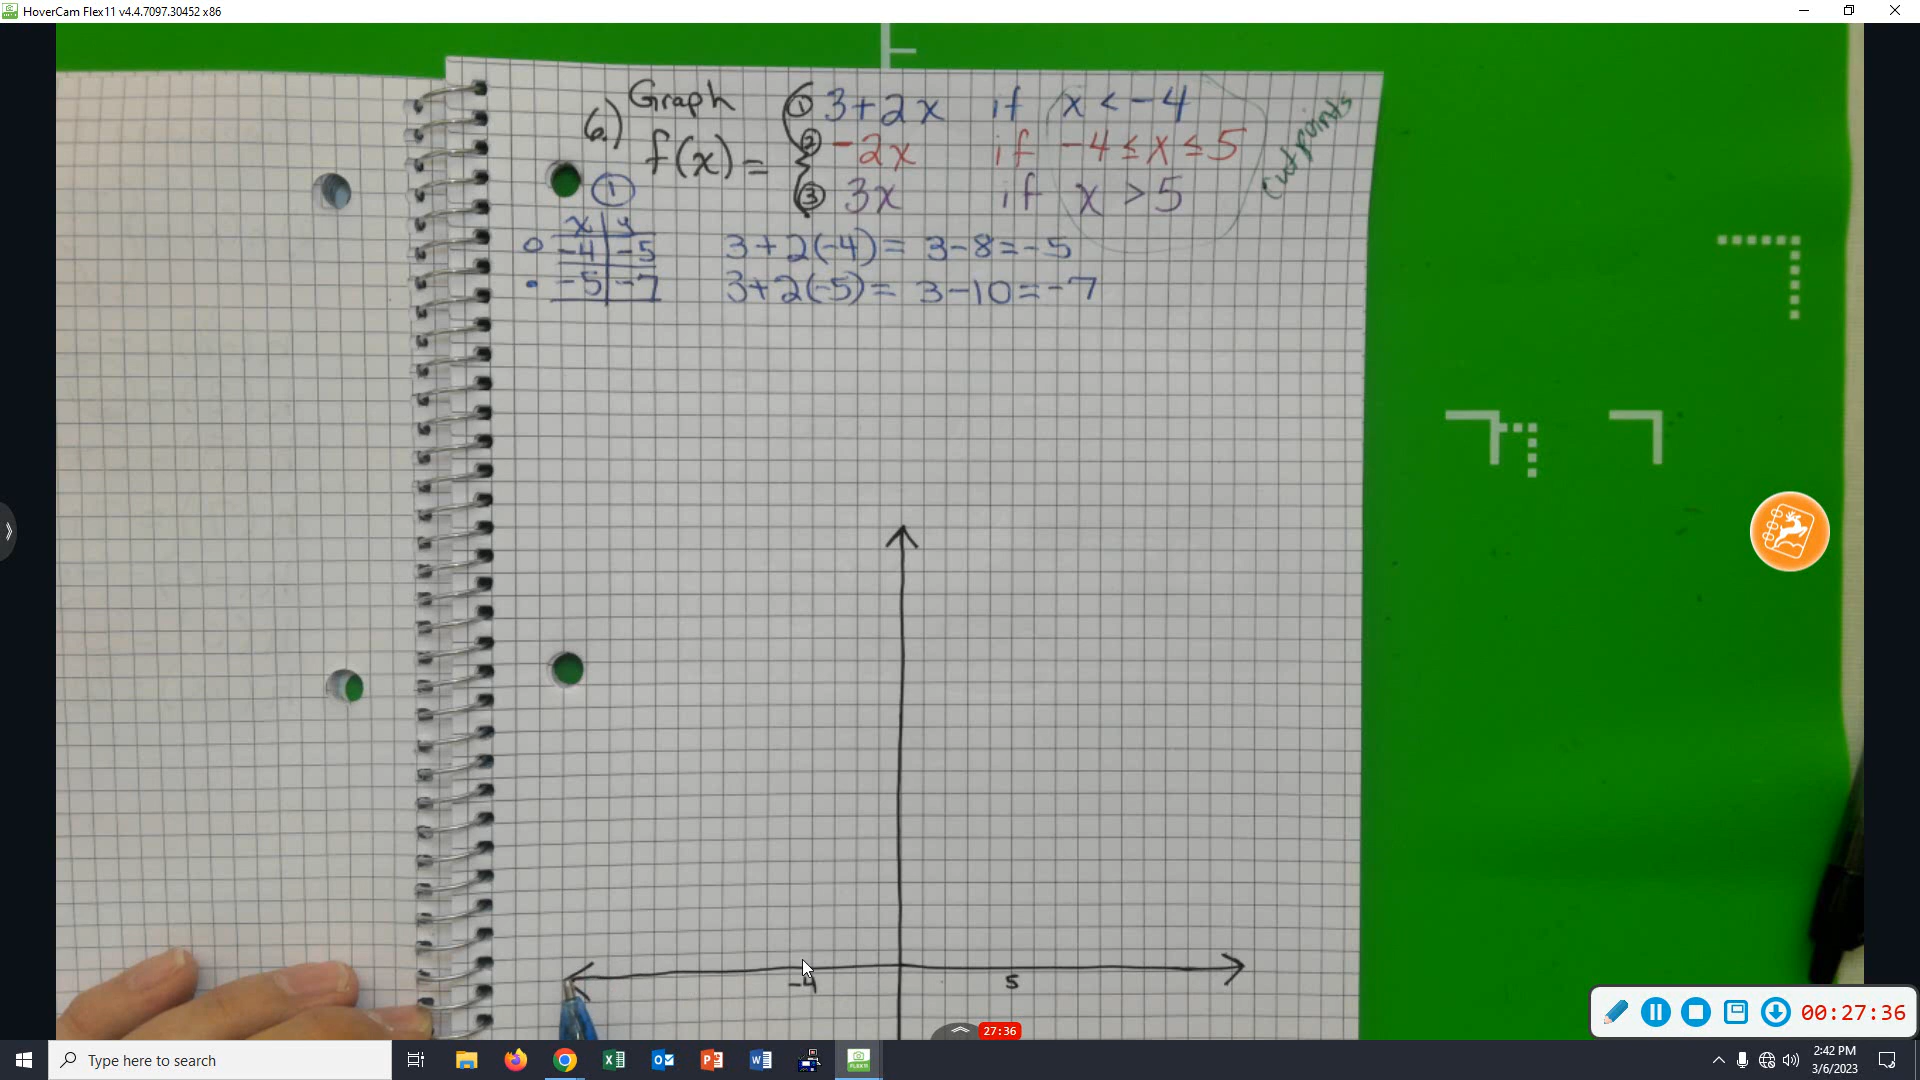 HoverCam Flex11 v4.4.7097.30452 x86
6.) Graph
f(x) =
① 3+2x if x < -4
② -2x if -4 ≤ x ≤ 5
③ 3x if x > 5
cutpoints
①
x | y
-4 | -5 3+2(-4) = 3-8=-5
-5 | -7 3+2(-5) = 3-10=-7
-4 5
27:36
00:27:36
Type here to search
2:42 PM
3/6/2023